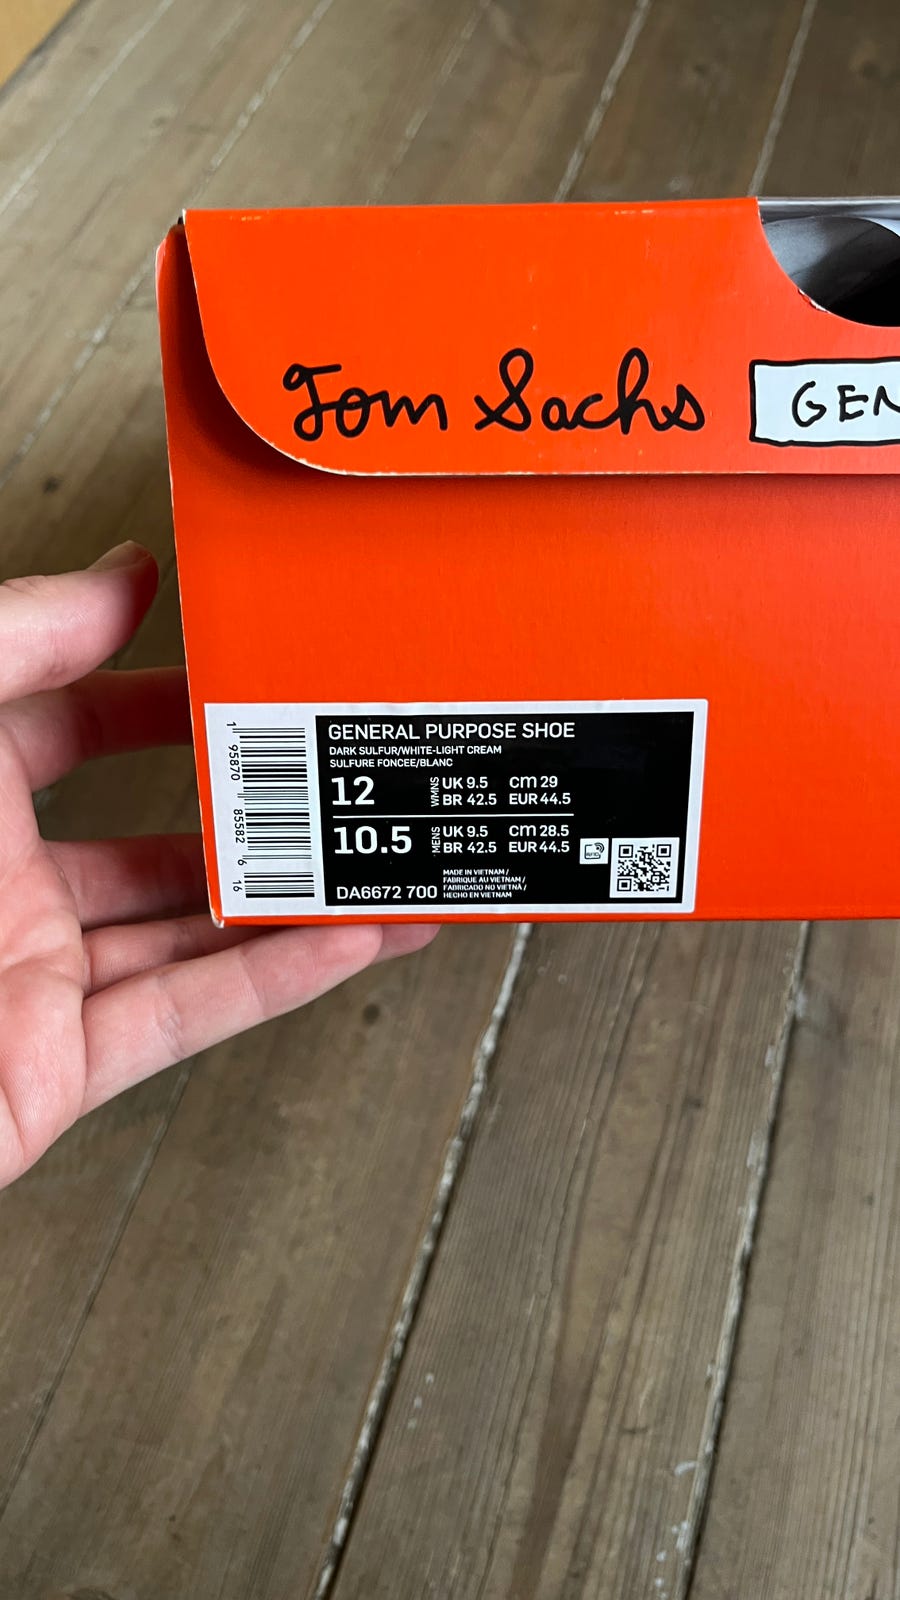 Tom Sachs
GEN
GENERAL PURPOSE SHOE
DARK SULFUR/WHITE-LIGHT CREAM
SULFURE FONCEE/BLANC
12 WMNS UK 9.5 cm 29
BR 42.5 EUR 44.5
10.5 MENS UK 9.5 cm 28.5
BR 42.5 EUR 44.5
DA6672 700
MADE IN VIETNAM /
FABRIQUE AU VIETNAM /
FABRICADO NO VIETNÃ /
HECHO EN VIETNAM
1 95870 85582 6 16